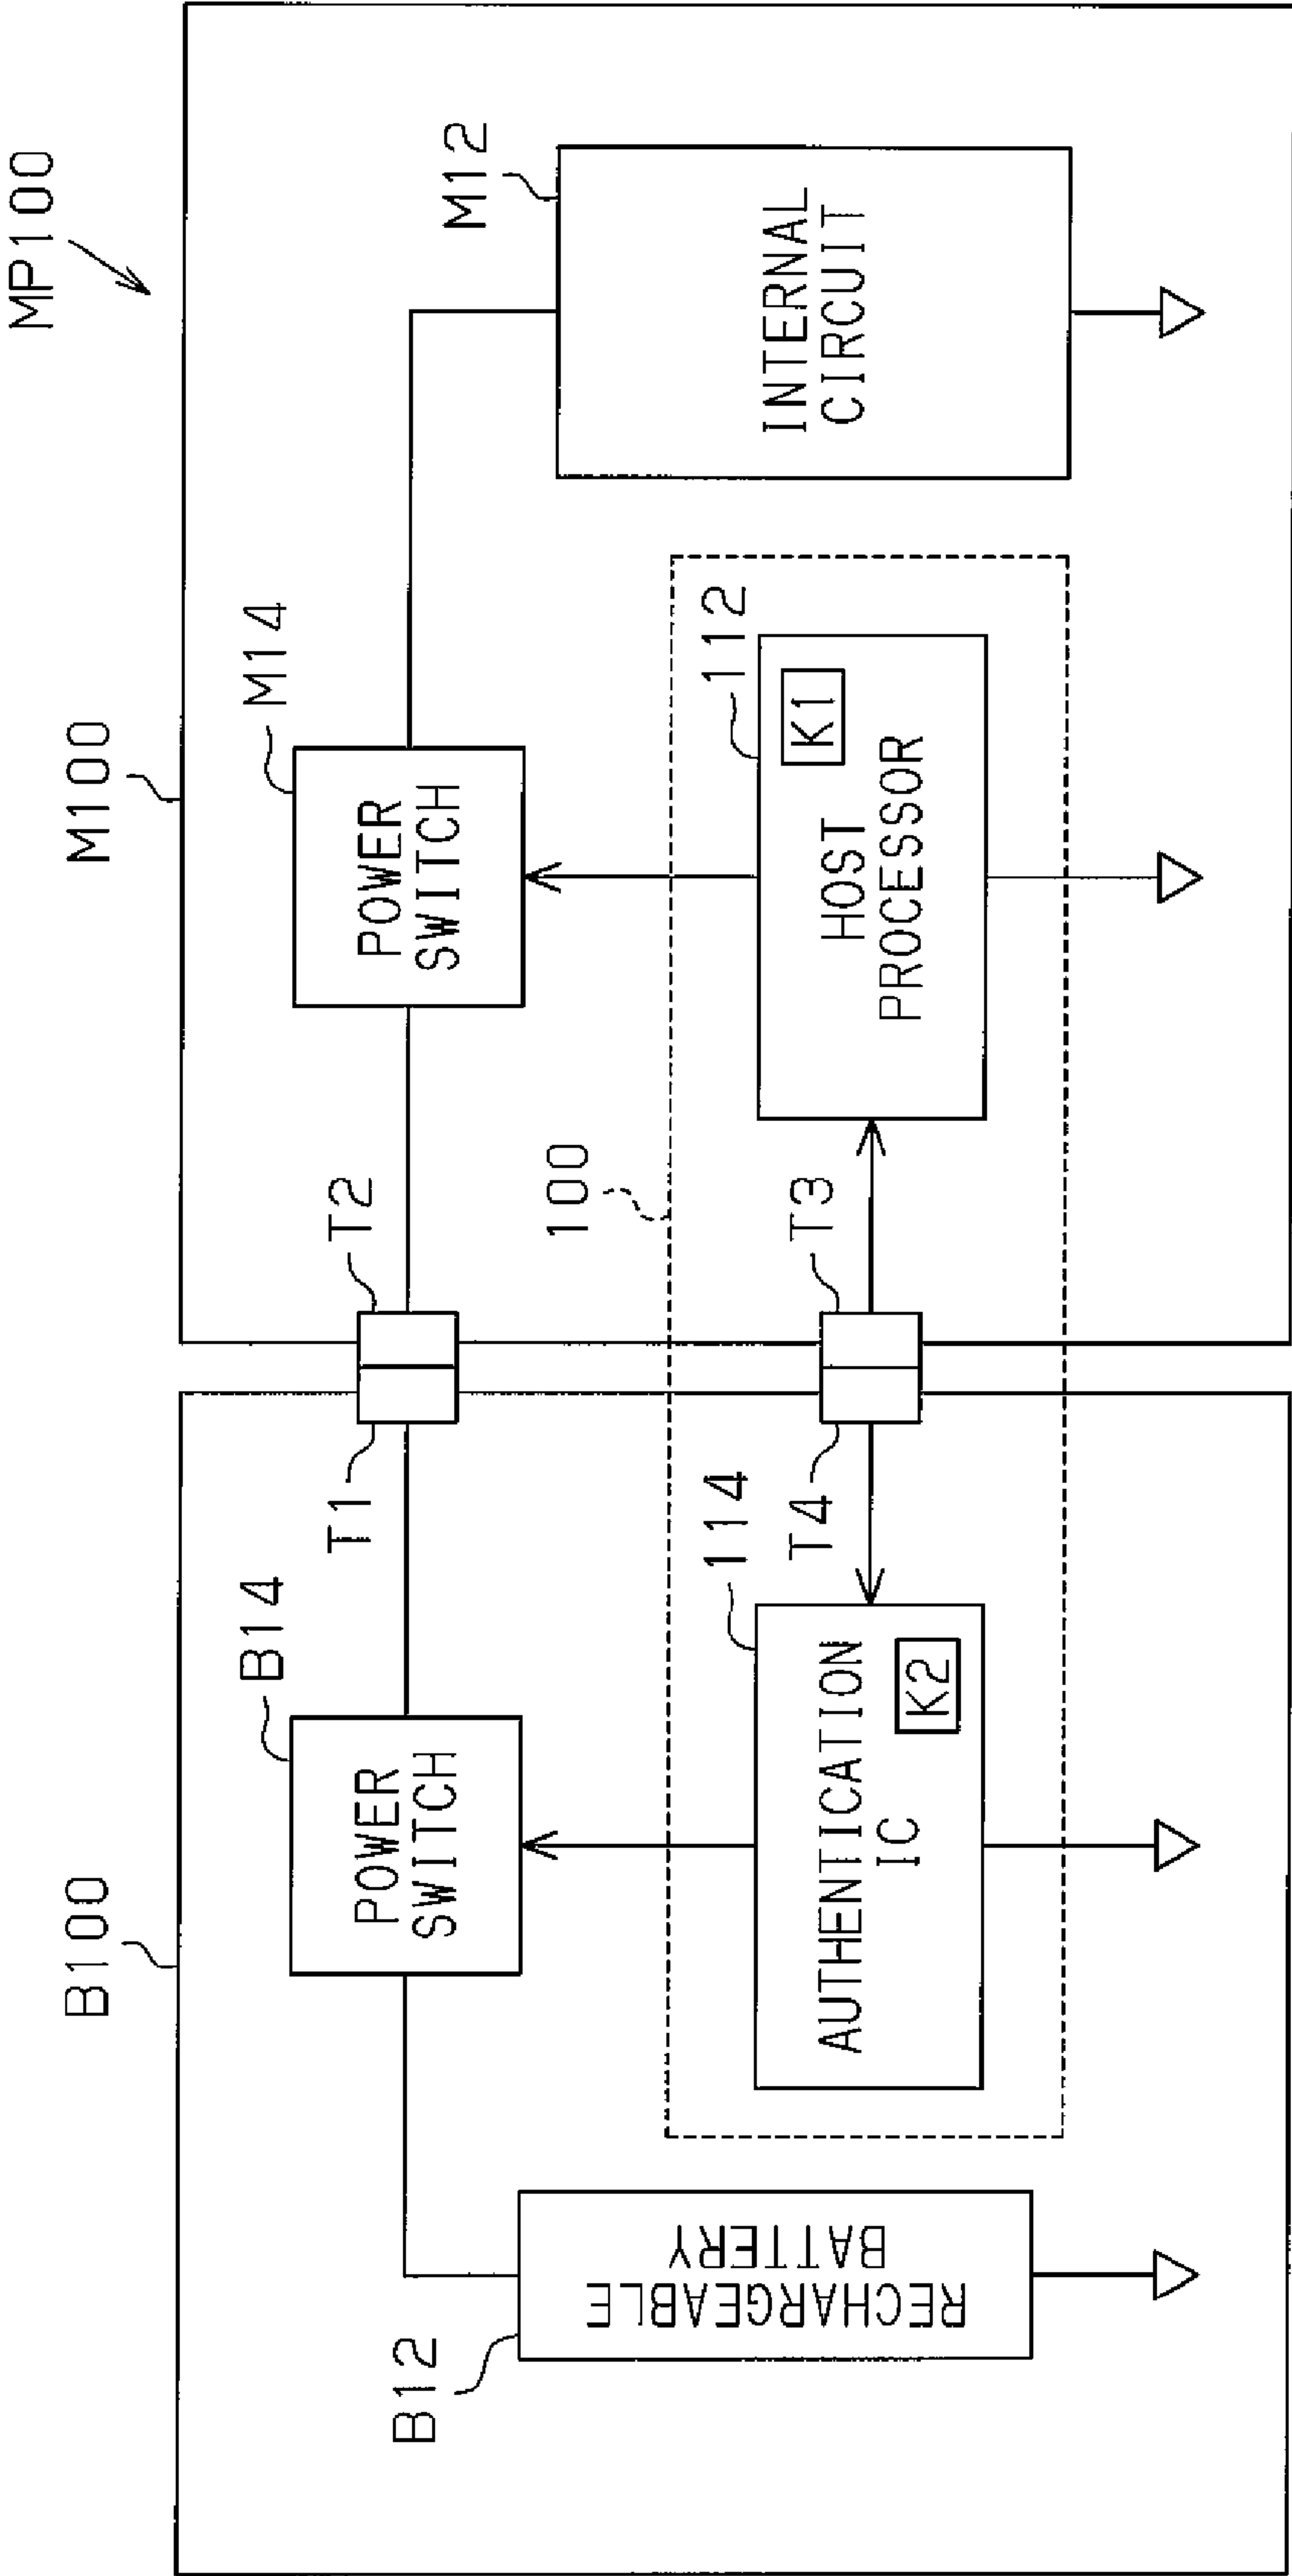 MP100
B100
M100
B14
M14
POWER
SWITCH
T1
T2
POWER
SWITCH
B12
M12
RECHARGEABLE
BATTERY
114
100
112
AUTHENTICATION
IC
K2
T4
T3
K1
HOST
PROCESSOR
INTERNAL
CIRCUIT